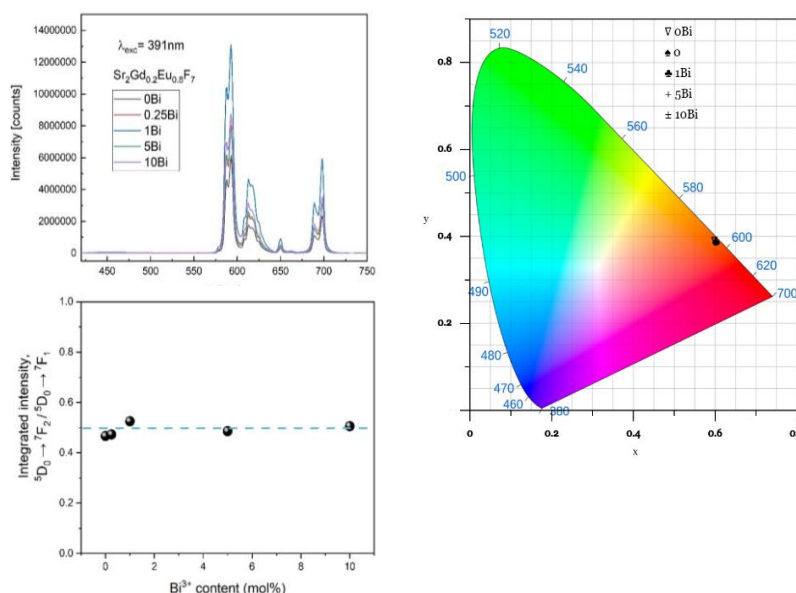 λexc= 391nm
Sr₂Gd₀.₂Eu₀.₈F₇
0Bi
0.25Bi
1Bi
5Bi
10Bi
Intensity [counts]
14000000
12000000
10000000
8000000
6000000
4000000
2000000
0
450 500 550 600 650 700 750
Integrated intensity,
⁵D₀→⁷F₂/⁵D₀→⁷F₁
1.0
0.8
0.6
0.4
0.2
0.0
0 2 4 6 8 10
Bi³⁺ content (mol%)
▿ 0Bi
♠ 0
♣ 1Bi
+ 5Bi
± 10Bi
520
540
560
580
600
620
700
500
490
480
470
460
380
y
0.8
0.6
0.4
0.2
0 0.2 0.4 0.6 0.
x